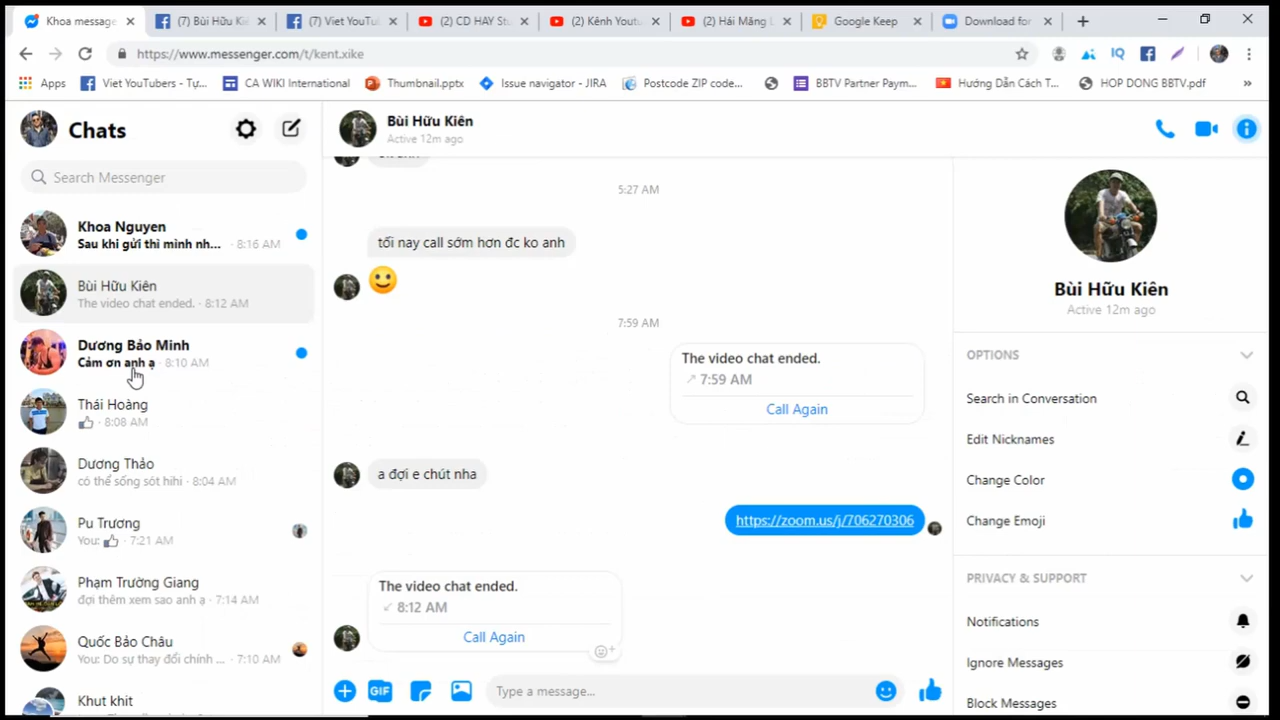 Khoa message
(7) Bùi Hữu Ki
(7) Viet YouTu
(2) CD HAY St
(2) Kênh Yout
(2) Hái Măng L
Google Keep
Download for
https://www.messenger.com/t/kent.xike
IQ
Apps
Viet YouTubers - Tự...
CA WIKI International
Thumbnail.pptx
Issue navigator - JIRA
Postcode ZIP code...
BBTV Partner Paym...
Hướng Dẫn Cách T...
HOP DONG BBTV.pdf
»
Chats
Search Messenger
Khoa Nguyen
Sau khi gửi thì mình nh... · 8:16 AM
Bùi Hữu Kiên
The video chat ended. · 8:12 AM
Dương Bảo Minh
Cảm ơn anh ạ · 8:10 AM
Thái Hoàng
· 8:08 AM
Dương Thảo
có thể sống sót hihi · 8:04 AM
Pu Trương
You: 👍 · 7:21 AM
Phạm Trường Giang
đợi thêm xem sao anh ạ · 7:14 AM
Quốc Bảo Châu
You: Do sự thay đổi chính ... · 7:10 AM
Khut khit
Bùi Hữu Kiên
Active 12m ago
5:27 AM
tối nay call sớm hơn đc ko anh
7:59 AM
The video chat ended.
7:59 AM
Call Again
a đợi e chút nha
https://zoom.us/j/706270306
The video chat ended.
8:12 AM
Call Again
GIF
Type a message...
Bùi Hữu Kiên
Active 12m ago
OPTIONS
Search in Conversation
Edit Nicknames
Change Color
Change Emoji
PRIVACY & SUPPORT
Notifications
Ignore Messages
Block Messages